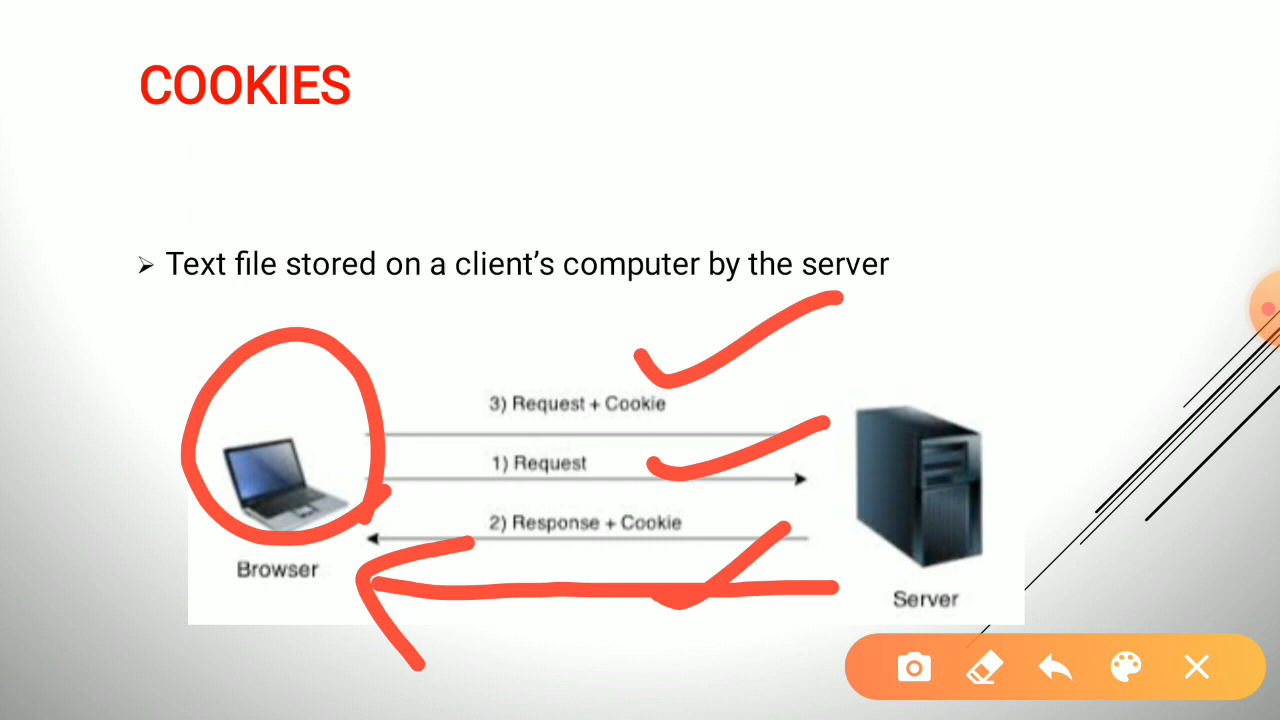 COOKIES
Text file stored on a client’s computer by the server
3) Request + Cookie
1) Request
2) Response + Cookie
Browser
Server